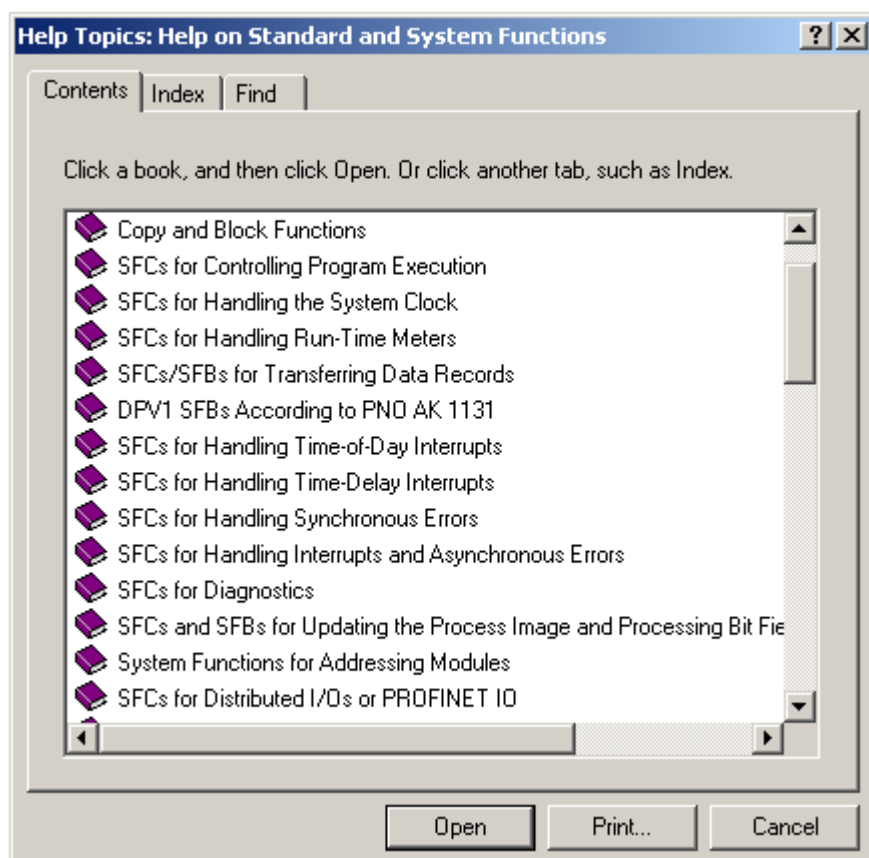 Help Topics: Help on Standard and System Functions
Contents Index Find
Click a book, and then click Open. Or click another tab, such as Index.
Copy and Block Functions
SFCs for Controlling Program Execution
SFCs for Handling the System Clock
SFCs for Handling Run-Time Meters
SFCs/SFBs for Transferring Data Records
DPV1 SFBs According to PNO AK 1131
SFCs for Handling Time-of-Day Interrupts
SFCs for Handling Time-Delay Interrupts
SFCs for Handling Synchronous Errors
SFCs for Handling Interrupts and Asynchronous Errors
SFCs for Diagnostics
SFCs and SFBs for Updating the Process Image and Processing Bit Fie
System Functions for Addressing Modules
SFCs for Distributed I/Os or PROFINET IO
Open Print... Cancel